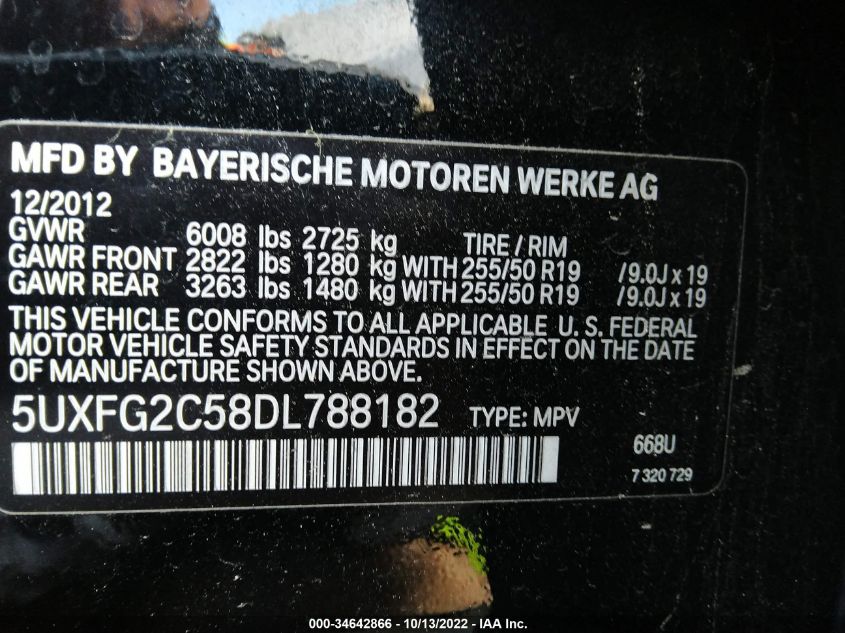 MFD BY BAYERISCHE MOTOREN WERKE AG
12/2012
GVWR 6008 lbs 2725 kg TIRE / RIM
GAWR FRONT 2822 lbs 1280 kg WITH 255/50 R19 /9.0J x 19
GAWR REAR 3263 lbs 1480 kg WITH 255/50 R19 /9.0J x 19
THIS VEHICLE CONFORMS TO ALL APPLICABLE U. S. FEDERAL
MOTOR VEHICLE SAFETY STANDARDS IN EFFECT ON THE DATE
OF MANUFACTURE SHOWN ABOVE.
5UXFG2C58DL788182 TYPE: MPV
668U
7 320 729
000-34642866 - 10/13/2022 - IAA Inc.